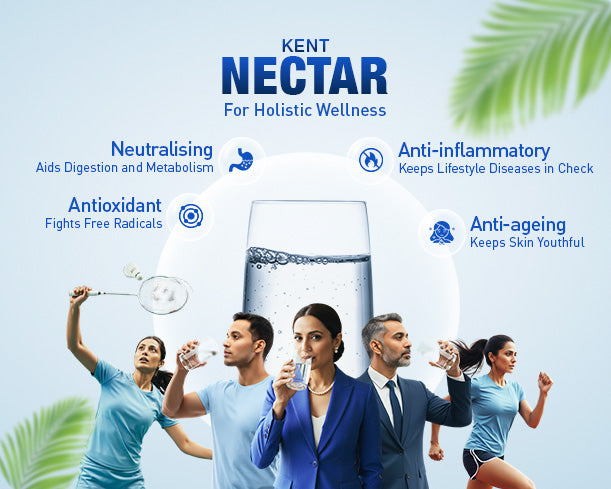 KENT
NECTAR
For Holistic Wellness
Neutralising
Aids Digestion and Metabolism
Anti-inflammatory
Keeps Lifestyle Diseases in Check
Antioxidant
Fights Free Radicals
Anti-ageing
Keeps Skin Youthful